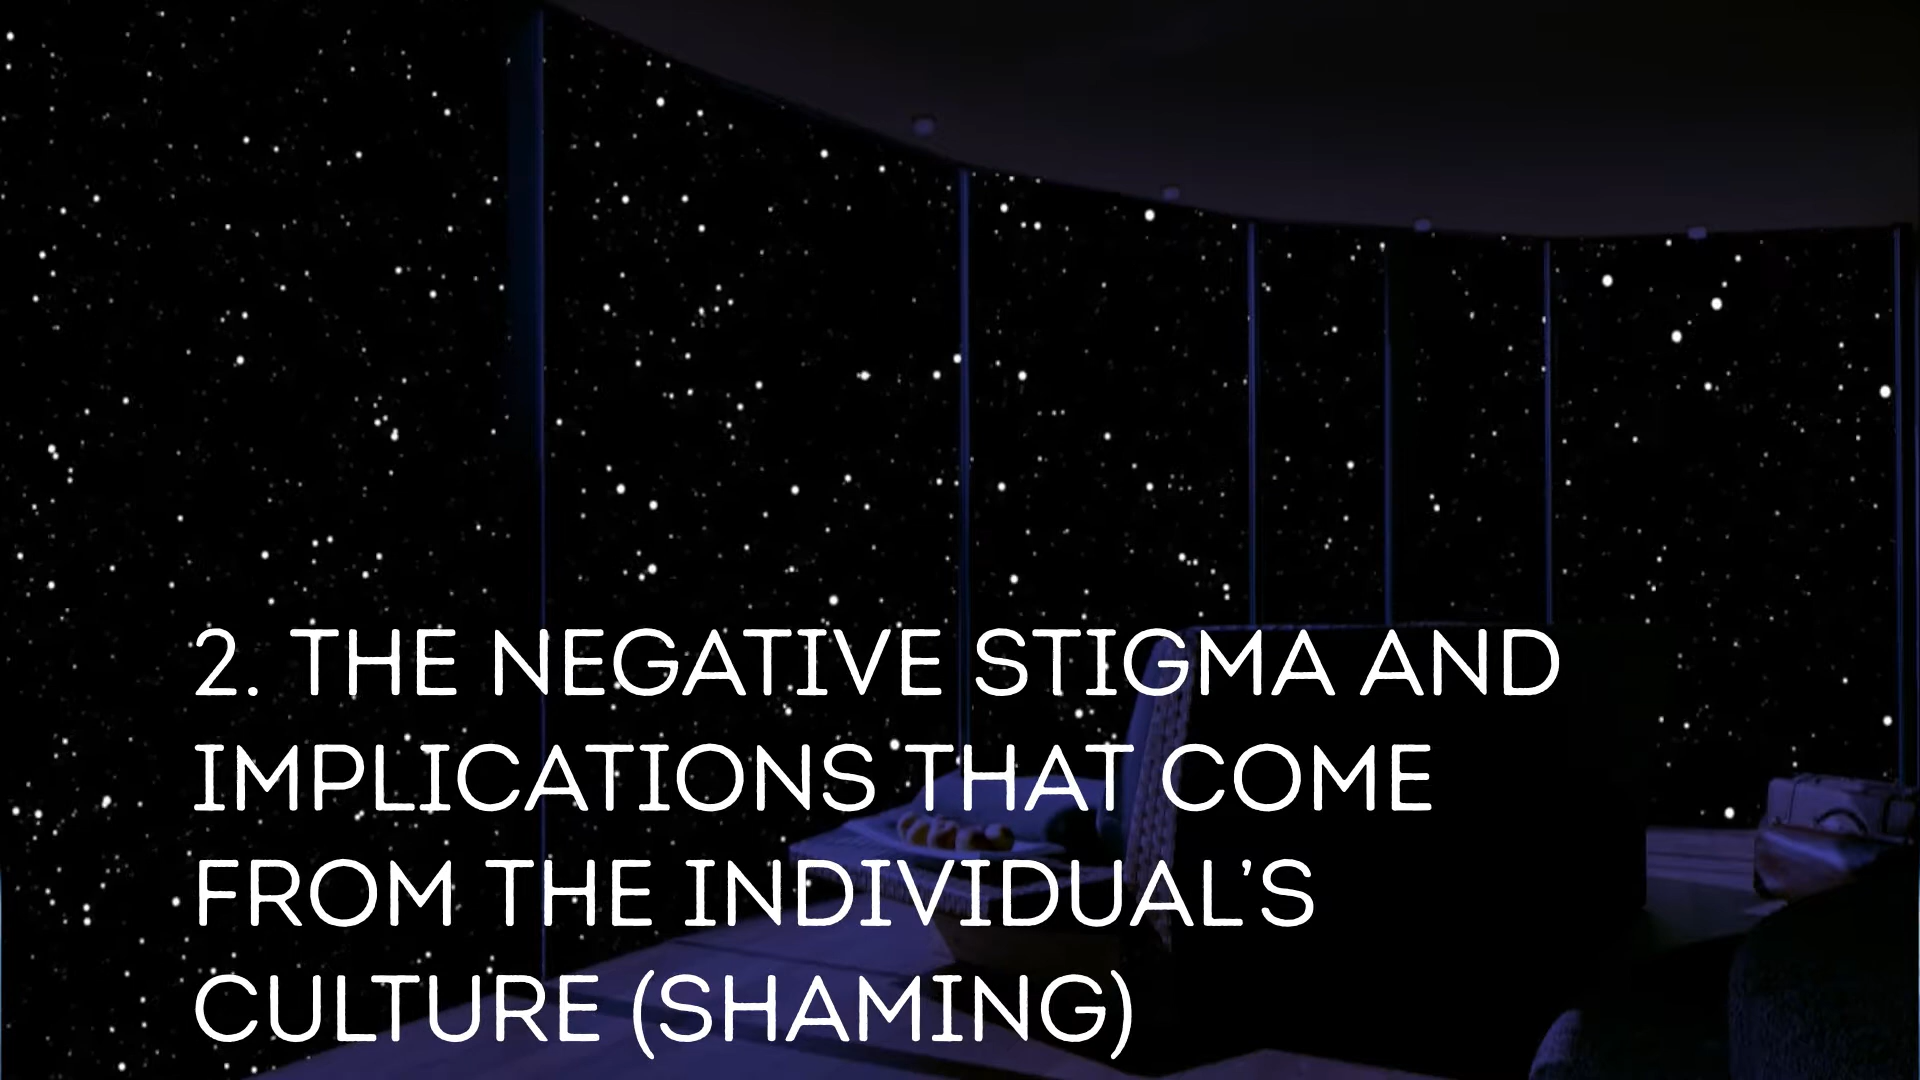 2. THE NEGATIVE STIGMA AND
IMPLICATIONS THAT COME
FROM THE INDIVIDUAL’S
CULTURE (SHAMING)